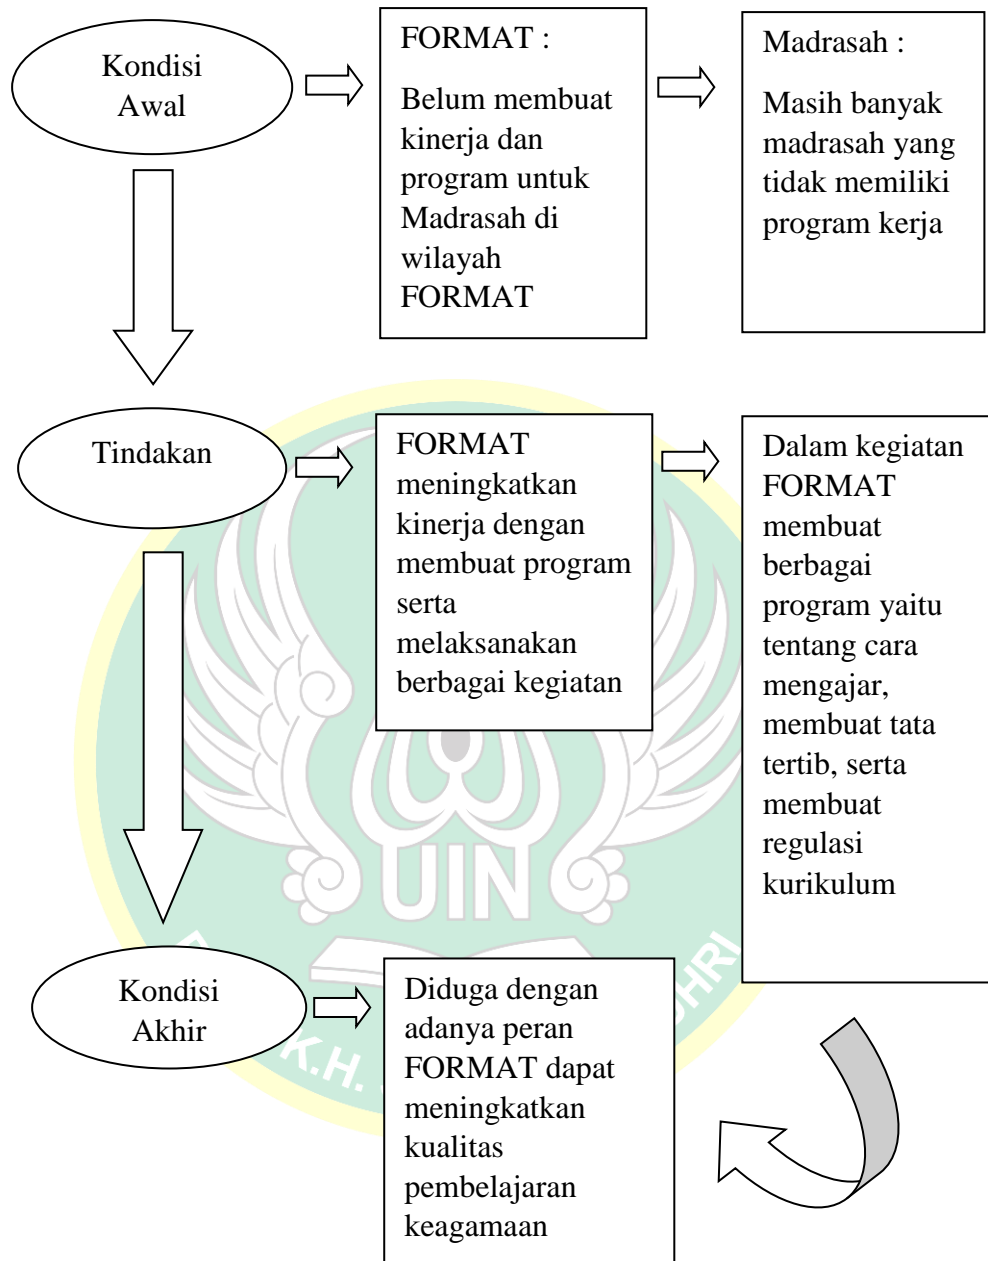 Kondisi
Awal
FORMAT :
Belum membuat
kinerja dan
program untuk
Madrasah di
wilayah
FORMAT
Madrasah :
Masih banyak
madrasah yang
tidak memiliki
program kerja
Tindakan
FORMAT
meningkatkan
kinerja dengan
membuat program
serta
melaksanakan
berbagai kegiatan
Dalam kegiatan
FORMAT
membuat
berbagai
program yaitu
tentang cara
mengajar,
membuat tata
tertib, serta
membuat
regulasi
kurikulum
Kondisi
Akhir
Diduga dengan
adanya peran
FORMAT dapat
meningkatkan
kualitas
pembelajaran
keagamaan
UIN
K.H.